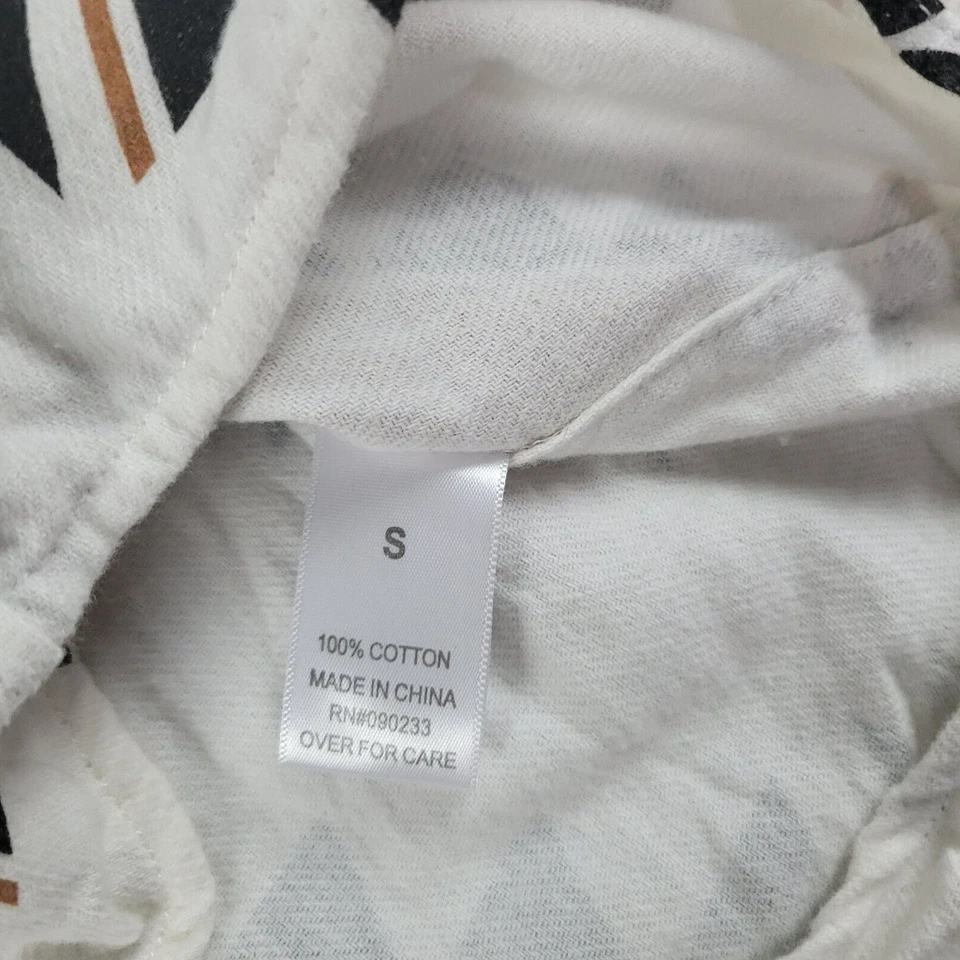 S
100% COTTON
MADE IN CHINA
RN#090233
OVER FOR CARE